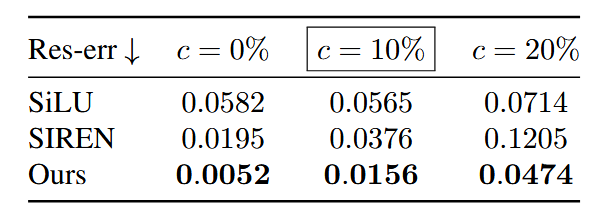 Res-err ↓ c = 0% c = 10% c = 20%
SiLU 0.0582 0.0565 0.0714
SIREN 0.0195 0.0376 0.1205
Ours 0.0052 0.0156 0.0474